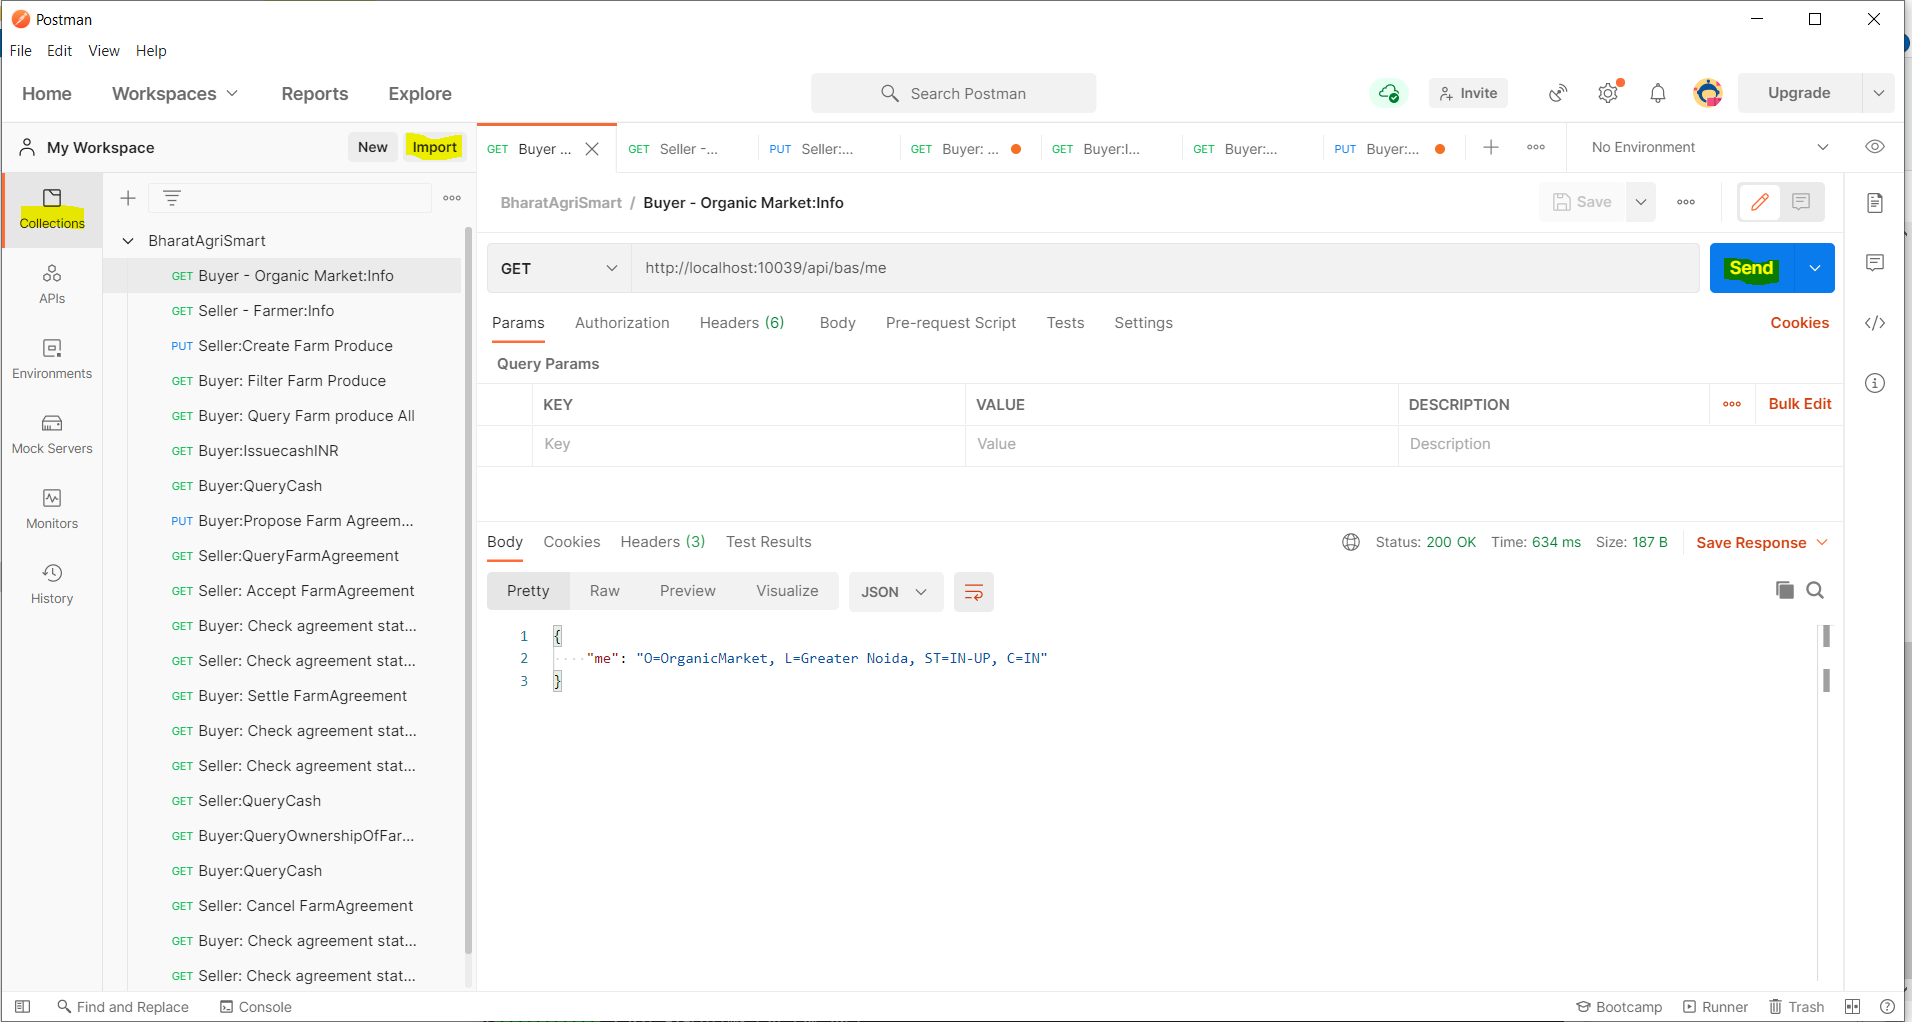 Postman
File Edit View Help
Home Workspaces Reports Explore Search Postman Invite Upgrade
My Workspace New Import
GET Buyer ... GET Seller -... PUT Seller:... GET Buyer: ... GET Buyer:I... GET Buyer:... PUT Buyer:... No Environment
Collections
APIs
Environments
Mock Servers
Monitors
History
BharatAgriSmart
GET Buyer - Organic Market:Info
GET Seller - Farmer:Info
PUT Seller:Create Farm Produce
GET Buyer: Filter Farm Produce
GET Buyer: Query Farm produce All
GET Buyer:IssuecashINR
GET Buyer:QueryCash
PUT Buyer:Propose Farm Agreem...
GET Seller:QueryFarmAgreement
GET Seller: Accept FarmAgreement
GET Buyer: Check agreement stat...
GET Seller: Check agreement stat...
GET Buyer: Settle FarmAgreement
GET Buyer: Check agreement stat...
GET Seller: Check agreement stat...
GET Seller:QueryCash
GET Buyer:QueryOwnershipOfFar...
GET Buyer:QueryCash
GET Seller: Cancel FarmAgreement
GET Buyer: Check agreement stat...
GET Seller: Check agreement stat...
BharatAgriSmart / Buyer - Organic Market:Info Save
GET http://localhost:10039/api/bas/me Send
Params Authorization Headers (6) Body Pre-request Script Tests Settings Cookies
Query Params
KEY VALUE DESCRIPTION Bulk Edit
Key Value Description
Body Cookies Headers (3) Test Results Status: 200 OK Time: 634 ms Size: 187 B Save Response
Pretty Raw Preview Visualize JSON
1 {
2 "me": "O=OrganicMarket, L=Greater Noida, ST=IN-UP, C=IN"
3 }
Find and Replace Console Bootcamp Runner Trash